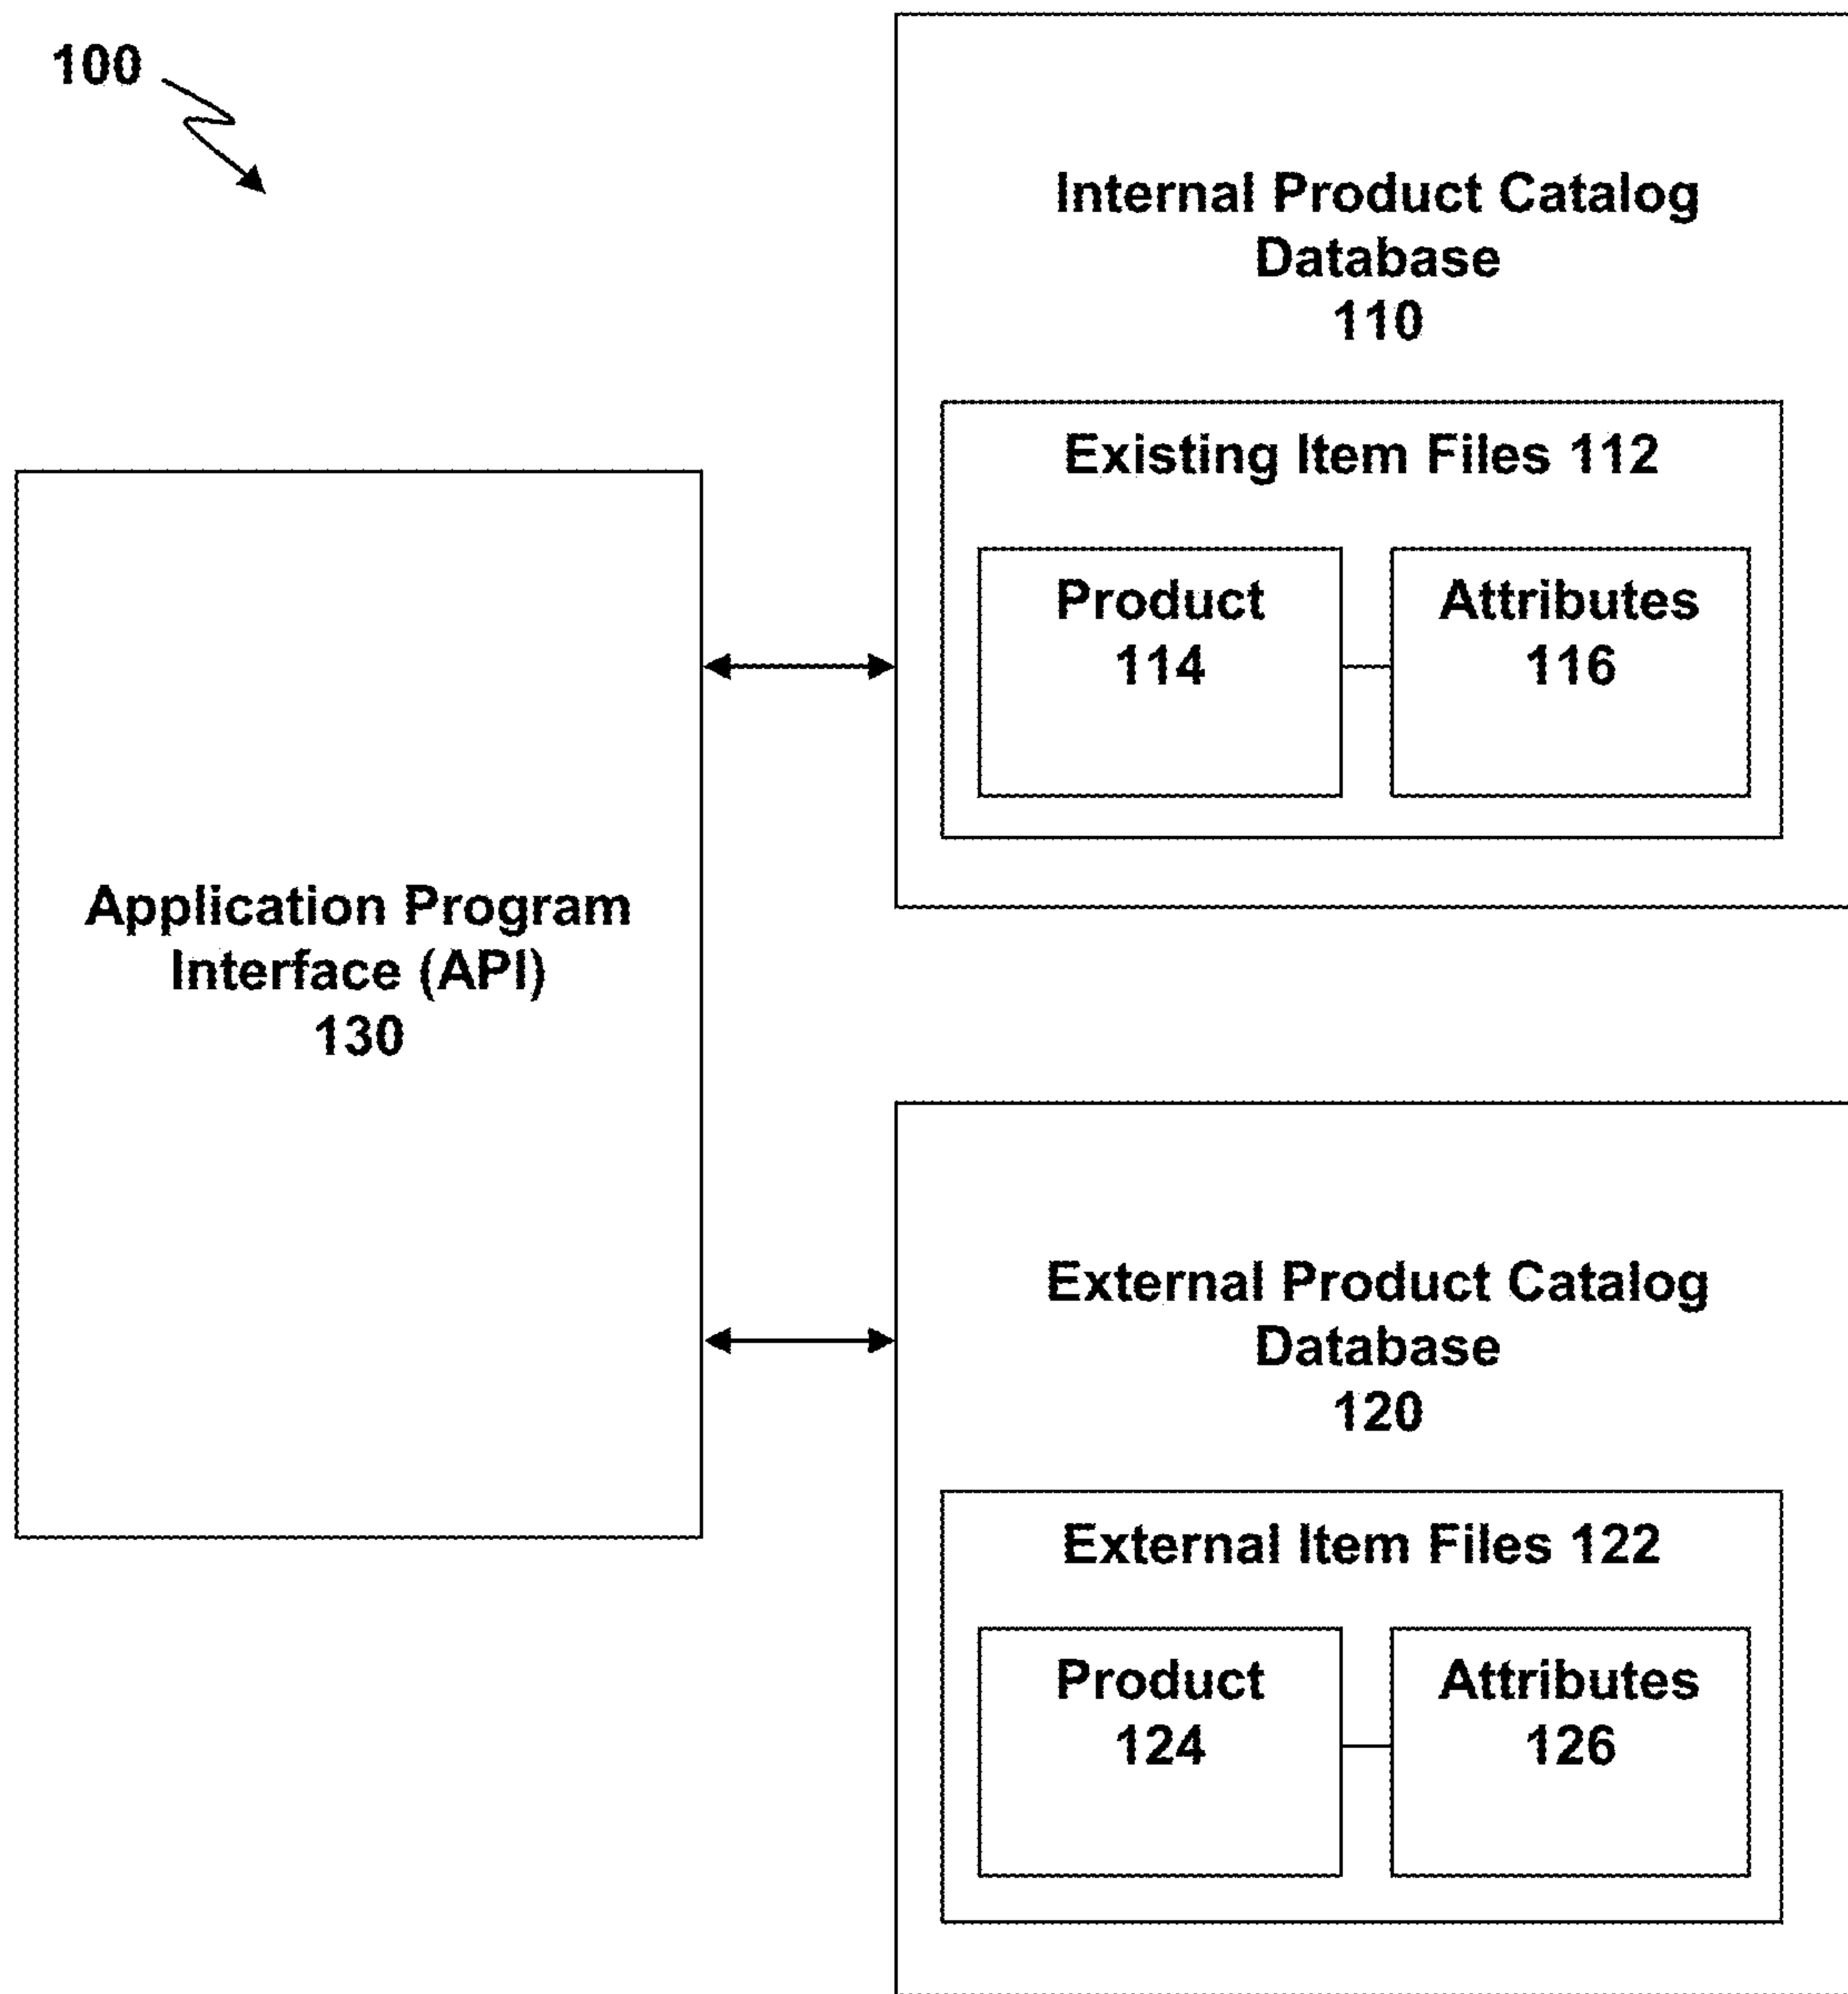 100
Internal Product Catalog
Database
110
Existing Item Files 112
Product
114
Attributes
116
Application Program
Interface (API)
130
External Product Catalog
Database
120
External Item Files 122
Product
124
Attributes
126